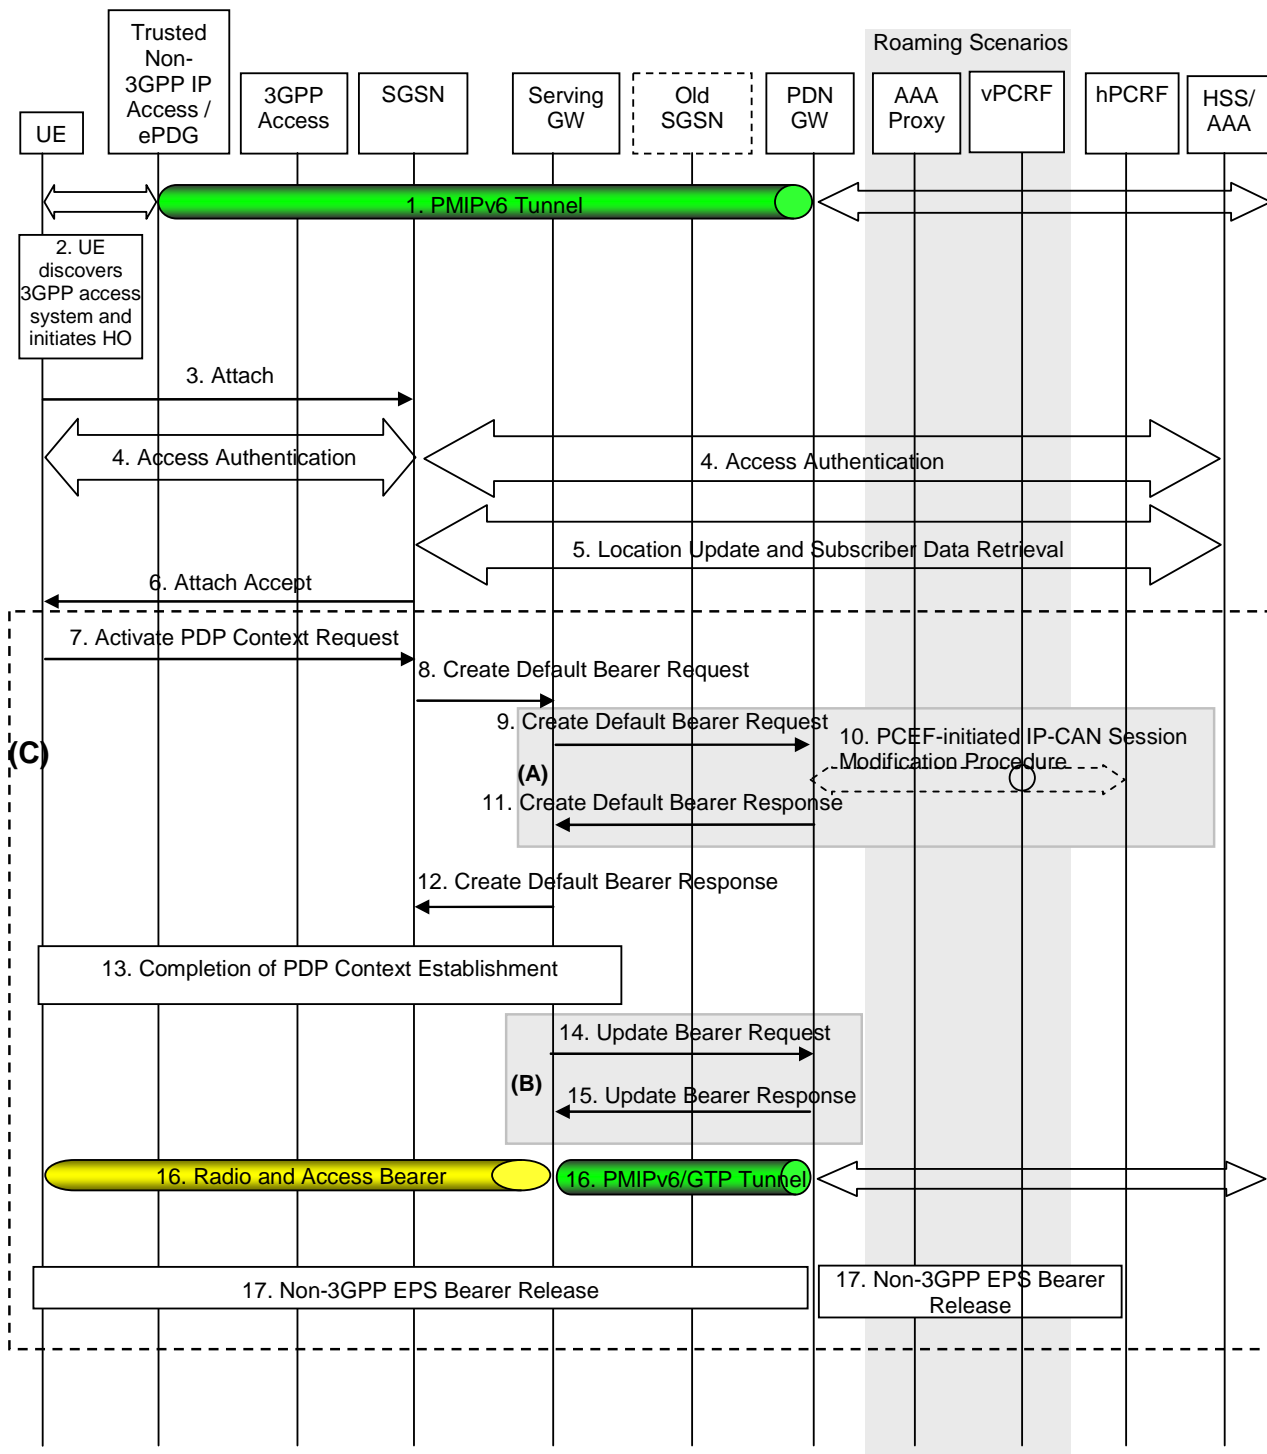 Roaming Scenarios
UE
Trusted
Non-
3GPP IP
Access /
ePDG
3GPP
Access
SGSN
Serving
GW
Old
SGSN
PDN
GW
AAA
Proxy
vPCRF
hPCRF
HSS/
AAA
1. PMIPv6 Tunnel
2. UE
discovers
3GPP access
system and
initiates HO
3. Attach
4. Access Authentication
4. Access Authentication
5. Location Update and Subscriber Data Retrieval
6. Attach Accept
7. Activate PDP Context Request
8. Create Default Bearer Request
(C)
9. Create Default Bearer Request
(A)
10. PCEF-initiated IP-CAN Session
Modification Procedure
11. Create Default Bearer Response
12. Create Default Bearer Response
13. Completion of PDP Context Establishment
14. Update Bearer Request
(B)
15. Update Bearer Response
16. Radio and Access Bearer
16. PMIPv6/GTP Tunnel
17. Non-3GPP EPS Bearer Release
17. Non-3GPP EPS Bearer
Release